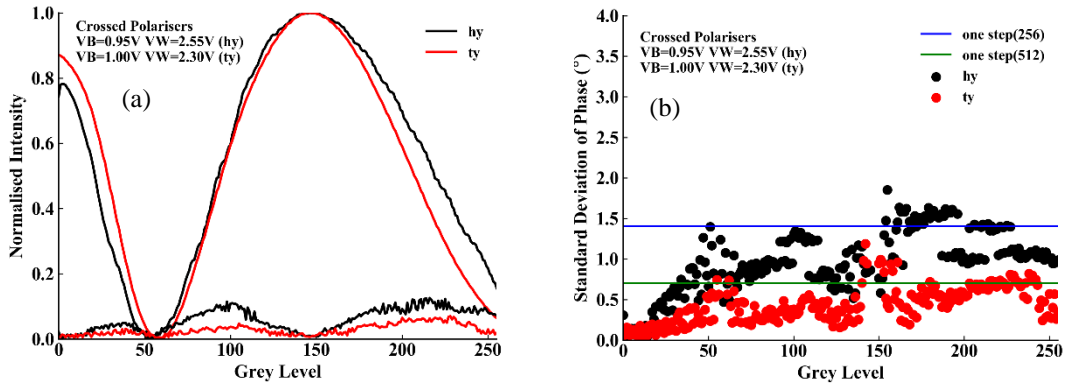 Crossed Polarisers
VB=0.95V VW=2.55V (hy)
VB=1.00V VW=2.30V (ty)
hy
ty
(a)
Normalised Intensity
1.0
0.8
0.6
0.4
0.2
0.0
0 50 100 150 200 250
Grey Level
Crossed Polarisers
VB=0.95V VW=2.55V (hy)
VB=1.00V VW=2.30V (ty)
one step(256)
one step(512)
hy
ty
(b)
Standard Deviation of Phase (°)
4.0
3.5
3.0
2.5
2.0
1.5
1.0
0.5
0.0
0 50 100 150 200 250
Grey Level